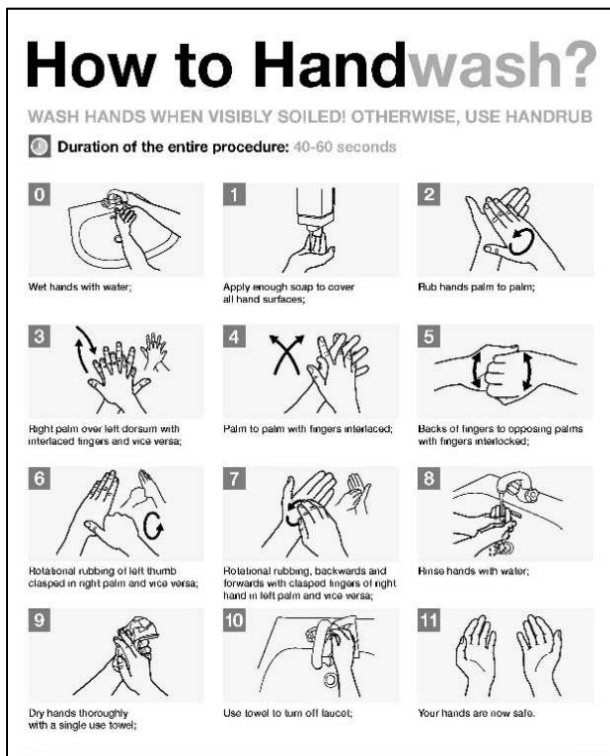 How to Handwash?
WASH HANDS WHEN VISIBLY SOILED! OTHERWISE, USE HANDRUB
Duration of the entire procedure: 40-60 seconds
0
Wet hands with water;
1
Apply enough soap to cover
all hand surfaces;
2
Rub hands palm to palm;
3
Right palm over left dorsum with
interlaced fingers and vice versa;
4
Palm to palm with fingers interlaced;
5
Backs of fingers to opposing palms
with fingers interlocked;
6
Rotational rubbing of left thumb
clasped in right palm and vice versa;
7
Rotational rubbing, backwards and
forwards with clasped fingers of right
hand in left palm and vice versa;
8
Rinse hands with water;
9
Dry hands thoroughly
with a single use towel;
10
Use towel to turn off faucet;
11
Your hands are now safe.